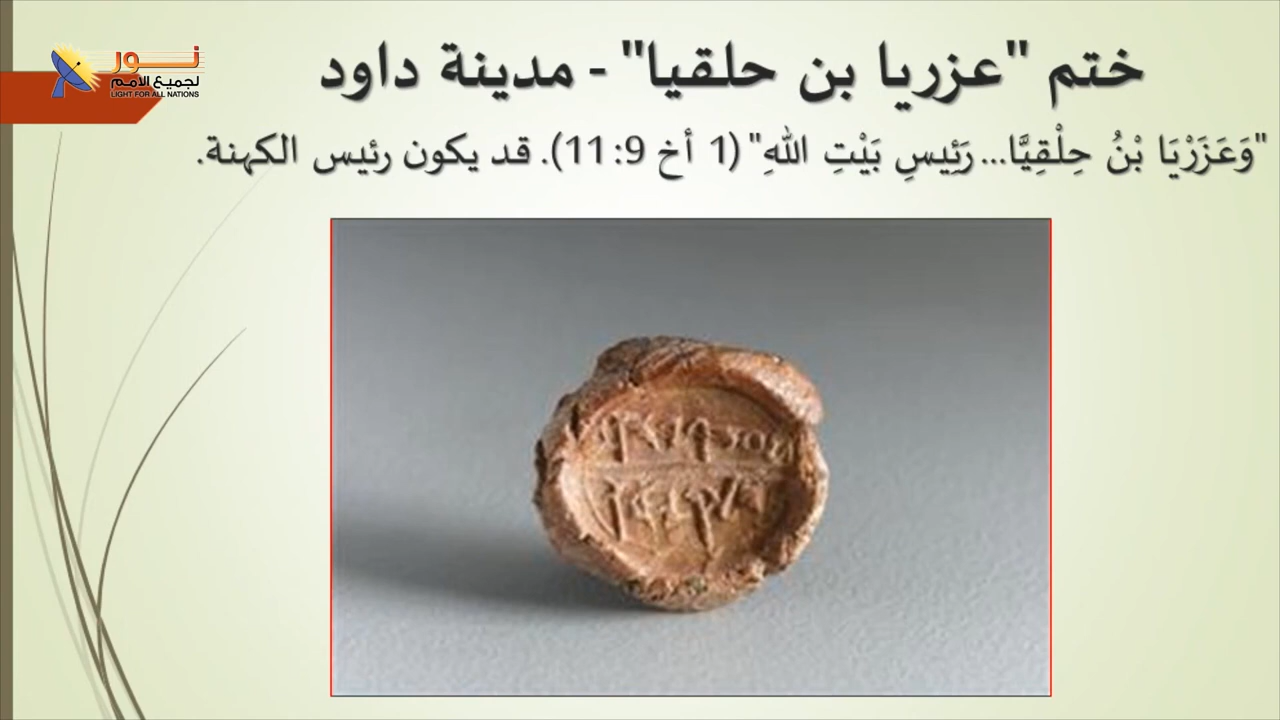 نور
لجميع الأمم
LIGHT FOR ALL NATIONS
ختم "عزريا بن حلقيا" - مدينة داود
"وَعَزَرْيَا بْنُ حِلْقِيَّا... رَئِيسِ بَيْتِ اللهِ" (1 أخ 9: 11). قد يكون رئيس الكهنة.